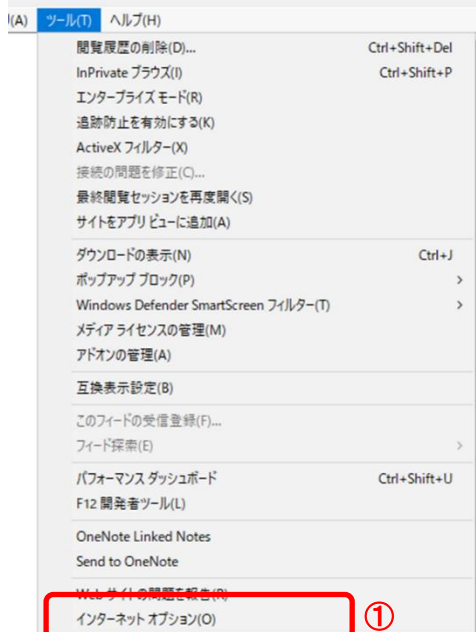 (A) ツール(T) ヘルプ(H)
閲覧履歴の削除(D)... Ctrl+Shift+Del
InPrivate ブラウズ(I) Ctrl+Shift+P
エンタープライズ モード(R)
追跡防止を有効にする(K)
ActiveX フィルター(X)
接続の問題を修正(C)...
最終閲覧セッションを再度開く(S)
サイトをアプリ ビューに追加(A)
ダウンロードの表示(N) Ctrl+J
ポップアップ ブロック(P) >
Windows Defender SmartScreen フィルター(T) >
メディア ライセンスの管理(M)
アドオンの管理(A)
互換表示設定(B)
このフィードの受信登録(F)...
フィード探索(E) >
パフォーマンス ダッシュボード Ctrl+Shift+U
F12 開発者ツール(L)
OneNote Linked Notes
Send to OneNote
Web サイトの問題を報告(R)
インターネット オプション(O) ①